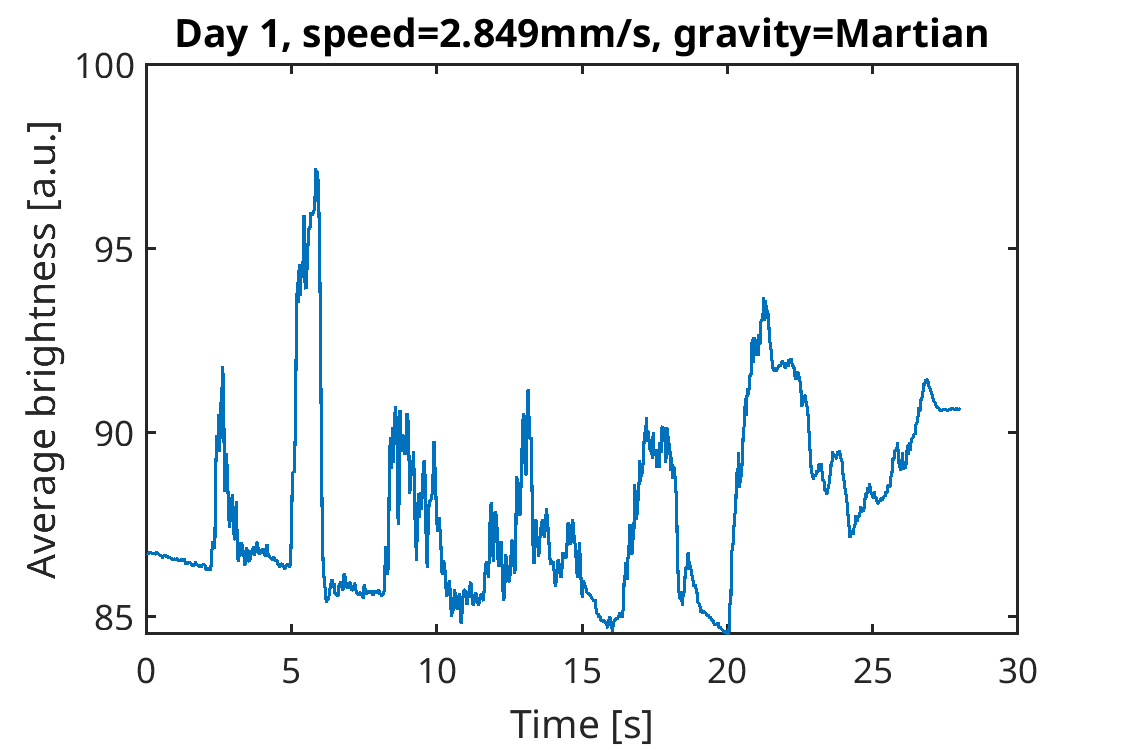 Day 1, speed=2.849mm/s, gravity=Martian
100
95
90
85
Average brightness [a.u.]
0 5 10 15 20 25 30
Time [s]